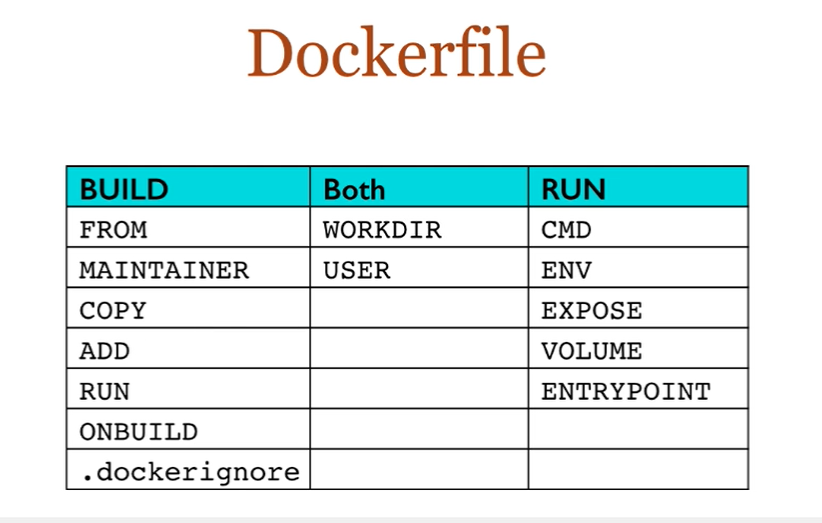 Dockerfile
BUILD Both RUN
FROM WORKDIR CMD
MAINTAINER USER ENV
COPY EXPOSE
ADD VOLUME
RUN ENTRYPOINT
ONBUILD
.dockerignore